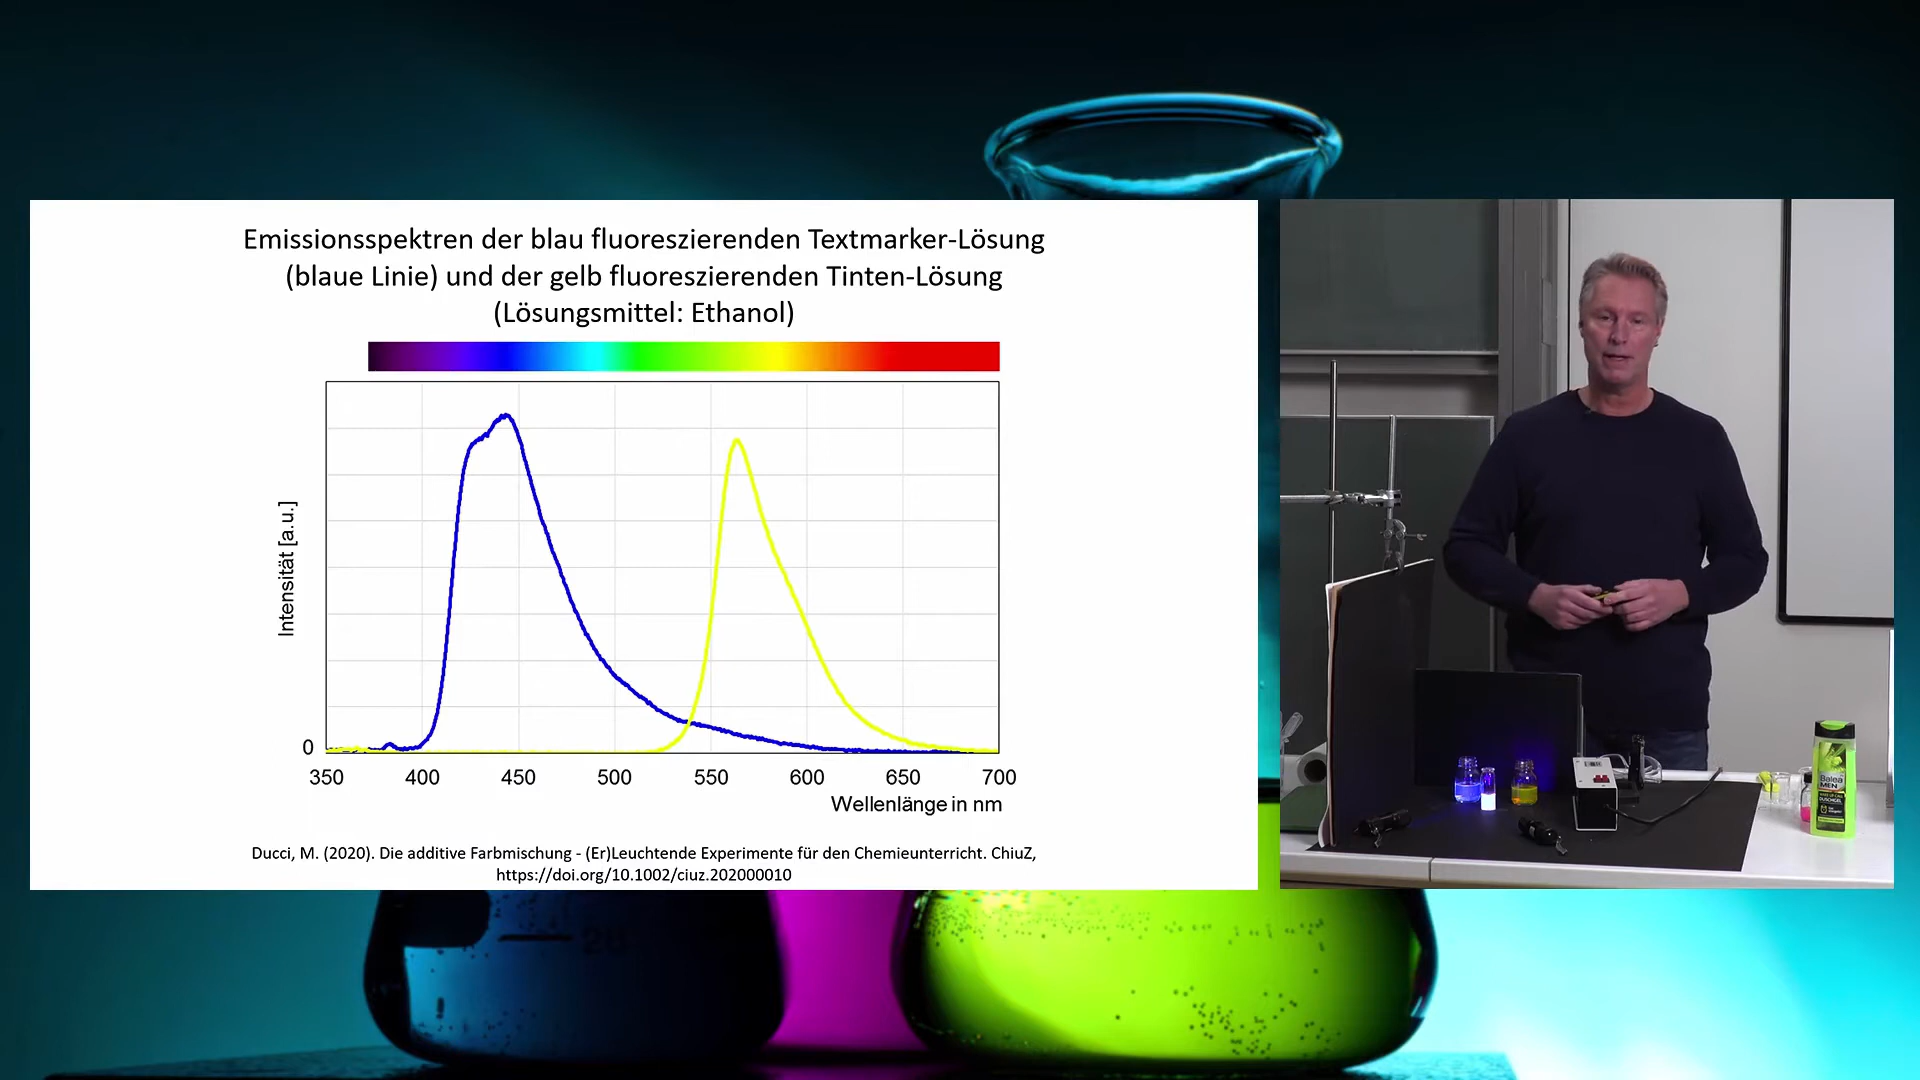 Emissionsspektren der blau fluoreszierenden Textmarker-Lösung
(blaue Linie) und der gelb fluoreszierenden Tinten-Lösung
(Lösungsmittel: Ethanol)
Intensität [a.u.]
0
350 400 450 500 550 600 650 700
Wellenlänge in nm
Ducci, M. (2020). Die additive Farbmischung - (Er)Leuchtende Experimente für den Chemieunterricht. ChiuZ,
https://doi.org/10.1002/ciuz.202000010
Balea
MEN
DUSCHGEL